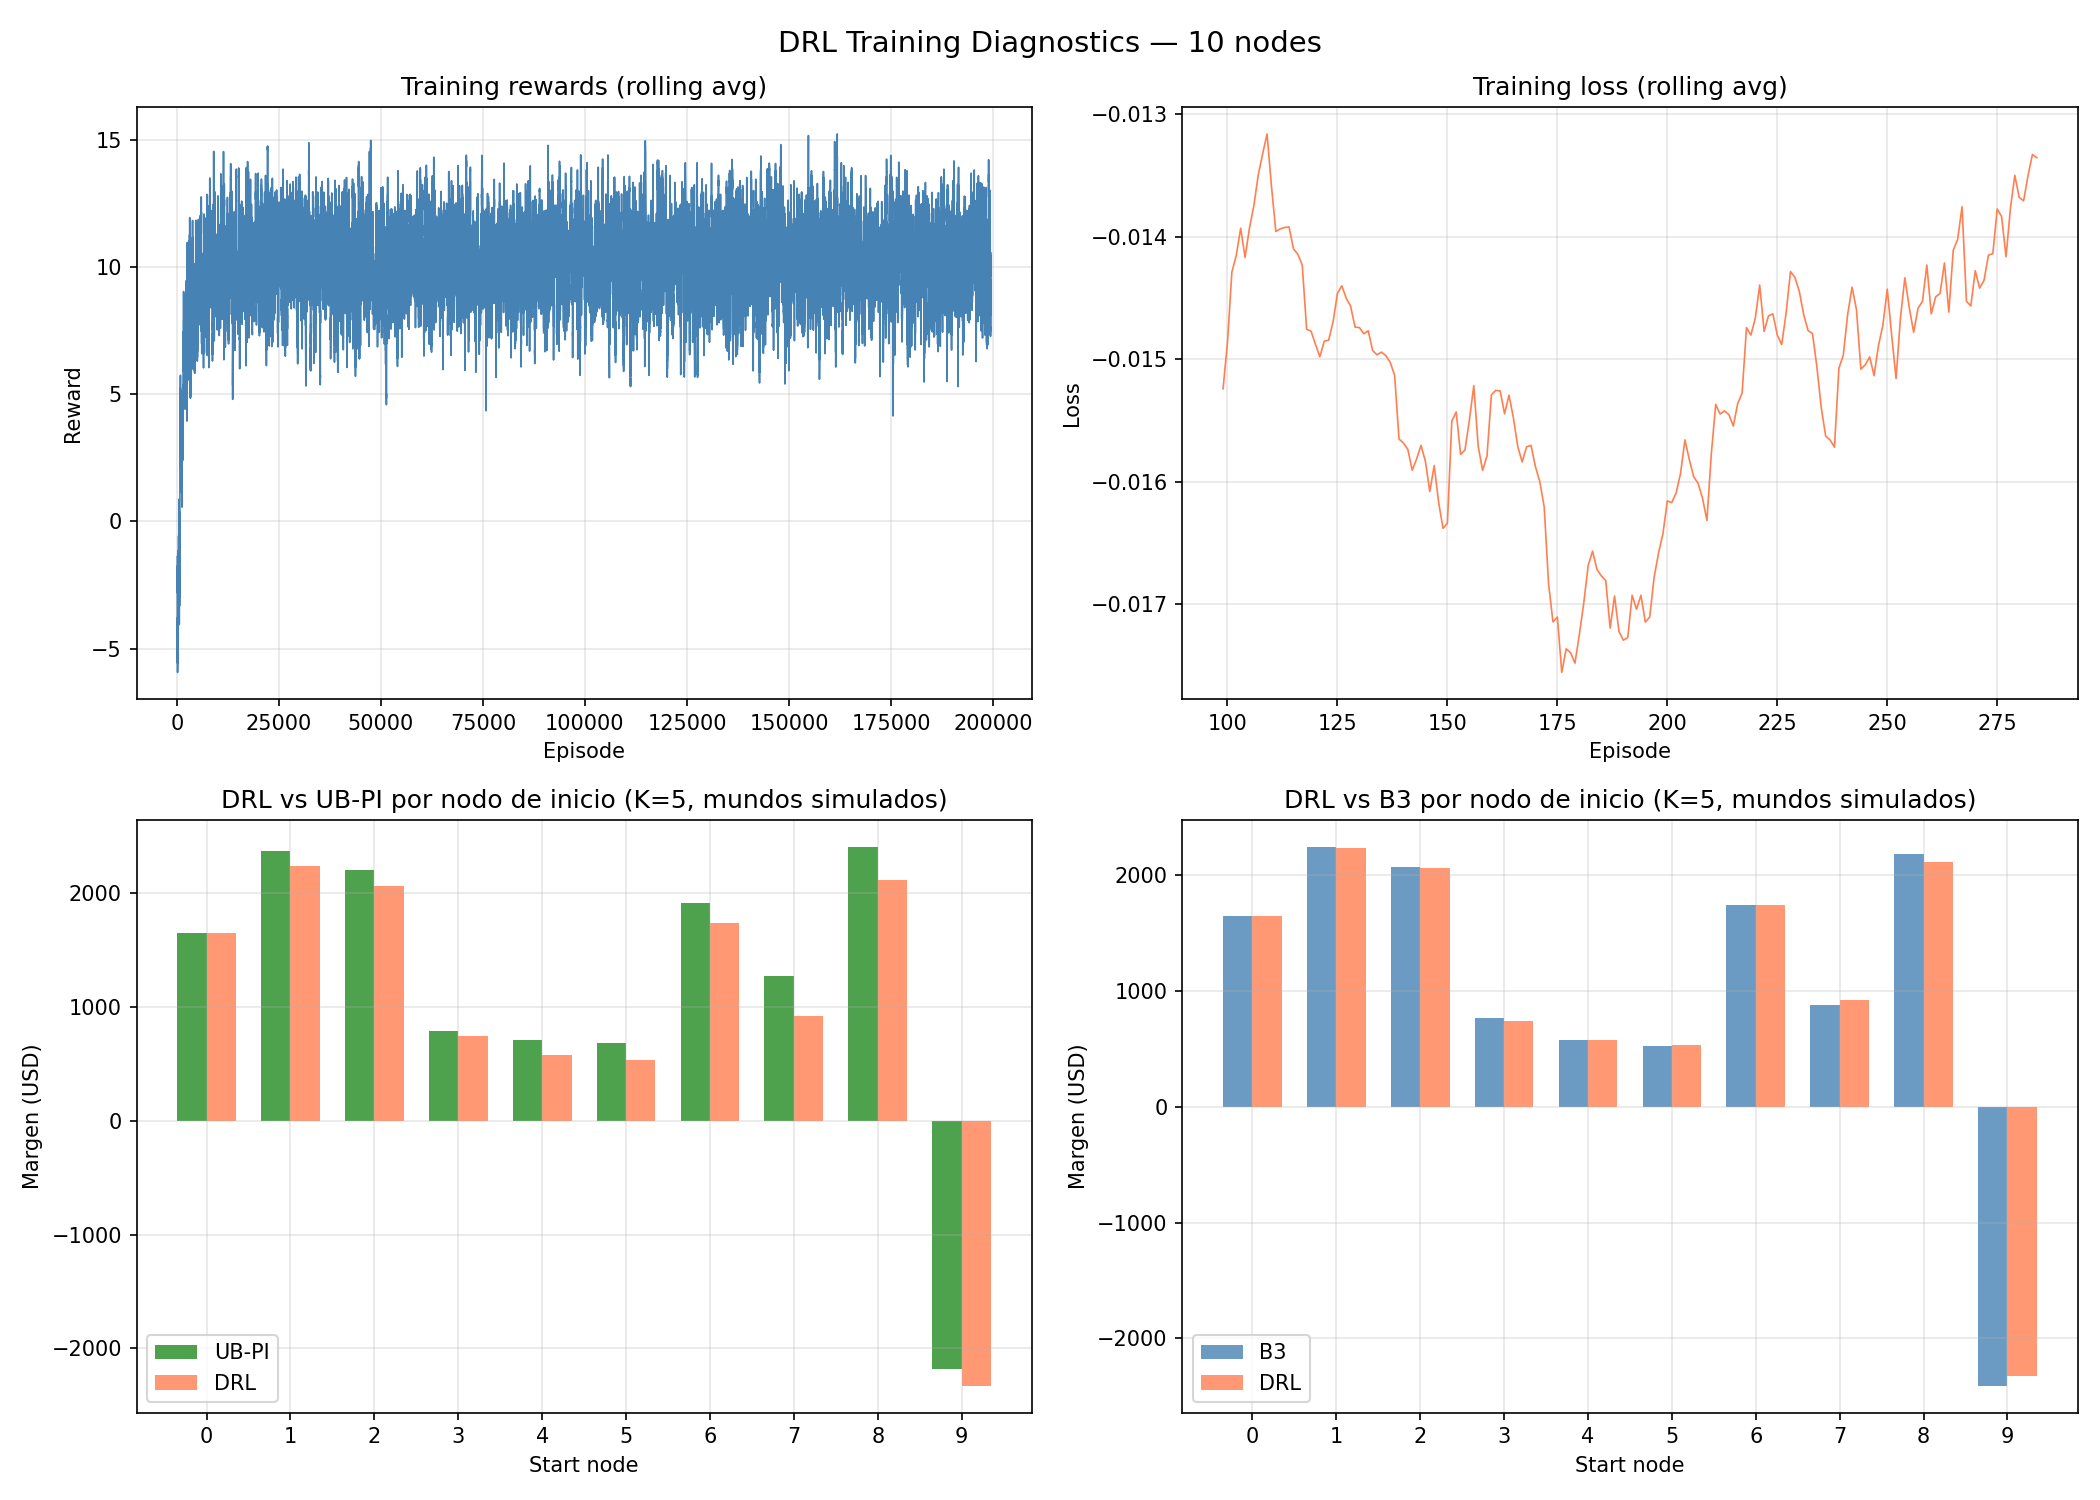 DRL Training Diagnostics — 10 nodes
Training rewards (rolling avg)
15
10
5
0
−5
Reward
0 25000 50000 75000 100000 125000 150000 175000 200000
Episode
Training loss (rolling avg)
−0.013
−0.014
−0.015
−0.016
−0.017
Loss
100 125 150 175 200 225 250 275
Episode
DRL vs UB-PI por nodo de inicio (K=5, mundos simulados)
2000
1000
0
−1000
−2000
Margen (USD)
UB-PI
DRL
0 1 2 3 4 5 6 7 8 9
Start node
DRL vs B3 por nodo de inicio (K=5, mundos simulados)
2000
1000
0
−1000
−2000
Margen (USD)
B3
DRL
0 1 2 3 4 5 6 7 8 9
Start node